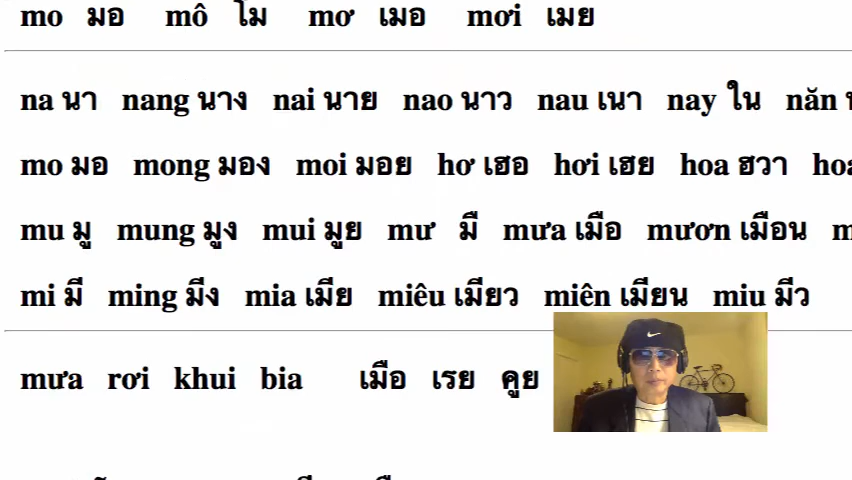 mo มอ mô โม mơ เมอ mơi เมย
na นา nang นาง nai นาย nao นาว nau เนา nay ใน năn
mo มอ mong มอง moi มอย hơ เฮอ hơi เฮย hoa ฮวา
mu มู mung มูง mui มูย mư มื mưa เมือ mươn เมือน
mi มี ming มีง mia เมีย miêu เมียว miên เมียน miu มีว
mưa rơi khui bia เมือ เรย คูย